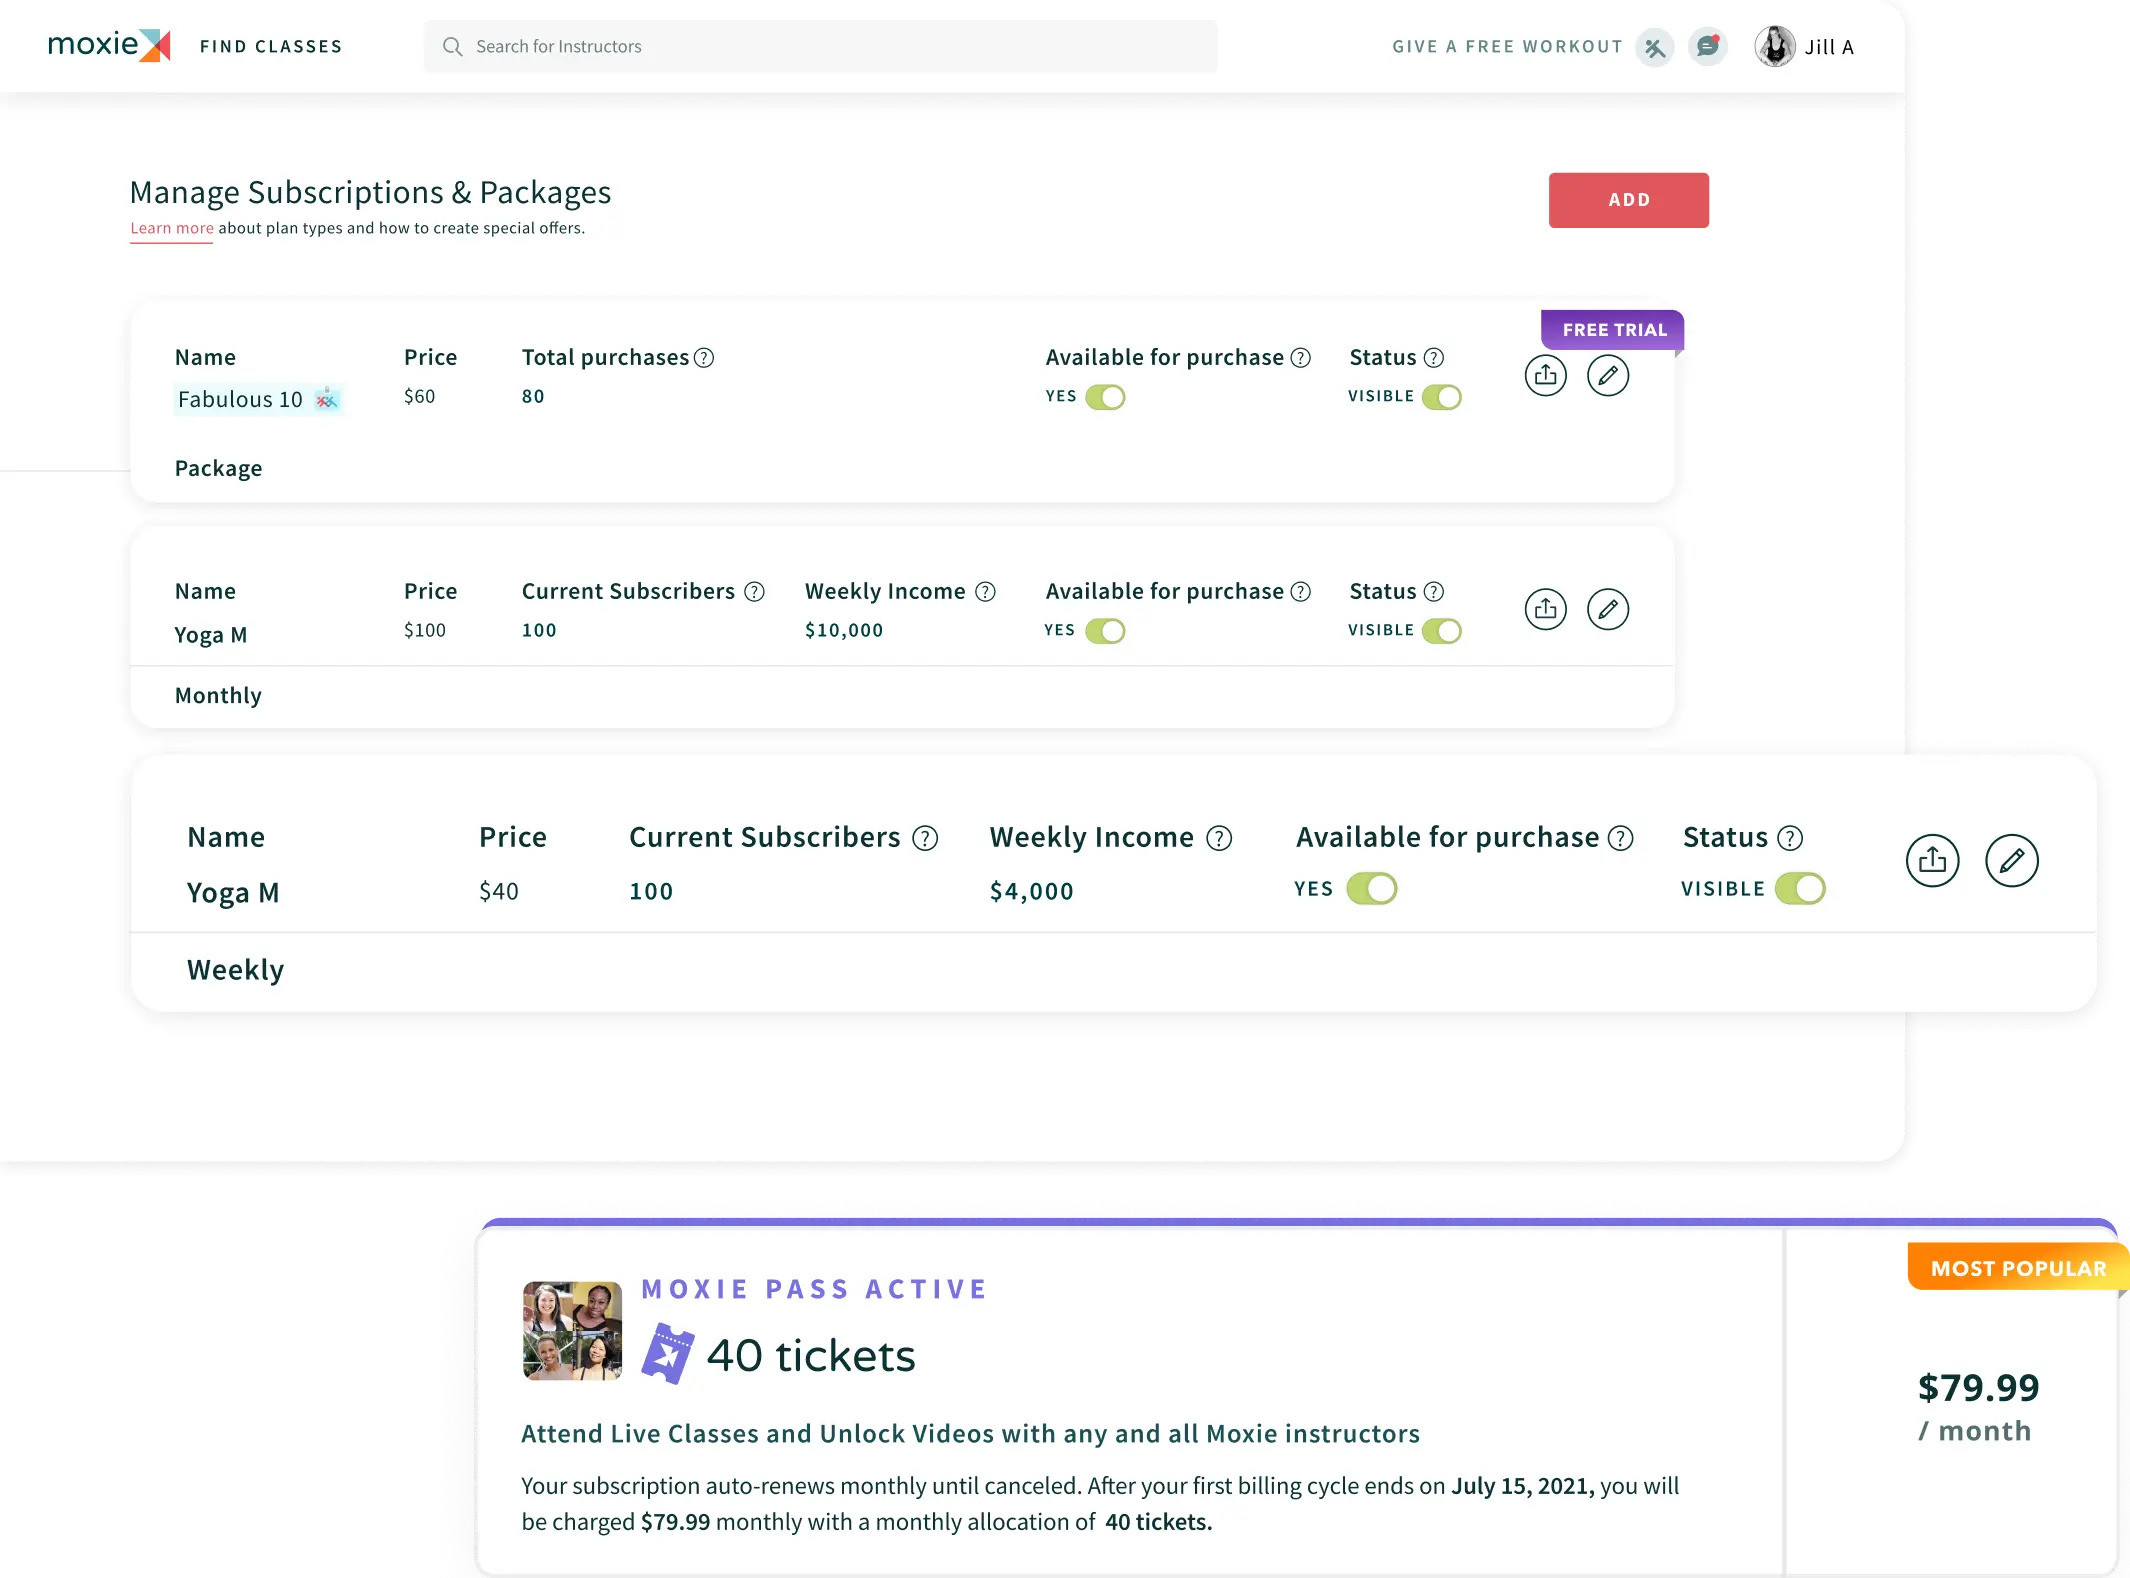 moxie FIND CLASSES Search for Instructors GIVE A FREE WORKOUT Jill A
Manage Subscriptions & Packages
ADD
Learn more about plan types and how to create special offers.
FREE TRIAL
Name Price Total purchases Available for purchase Status
Fabulous 10 $60 80 YES VISIBLE
Package
Name Price Current Subscribers Weekly Income Available for purchase Status
Yoga M $100 100 $10,000 YES VISIBLE
Monthly
Name Price Current Subscribers Weekly Income Available for purchase Status
Yoga M $40 100 $4,000 YES VISIBLE
Weekly
MOST POPULAR
MOXIE PASS ACTIVE
40 tickets
$79.99
/ month
Attend Live Classes and Unlock Videos with any and all Moxie instructors
Your subscription auto-renews monthly until canceled. After your first billing cycle ends on July 15, 2021, you will
be charged $79.99 monthly with a monthly allocation of 40 tickets.